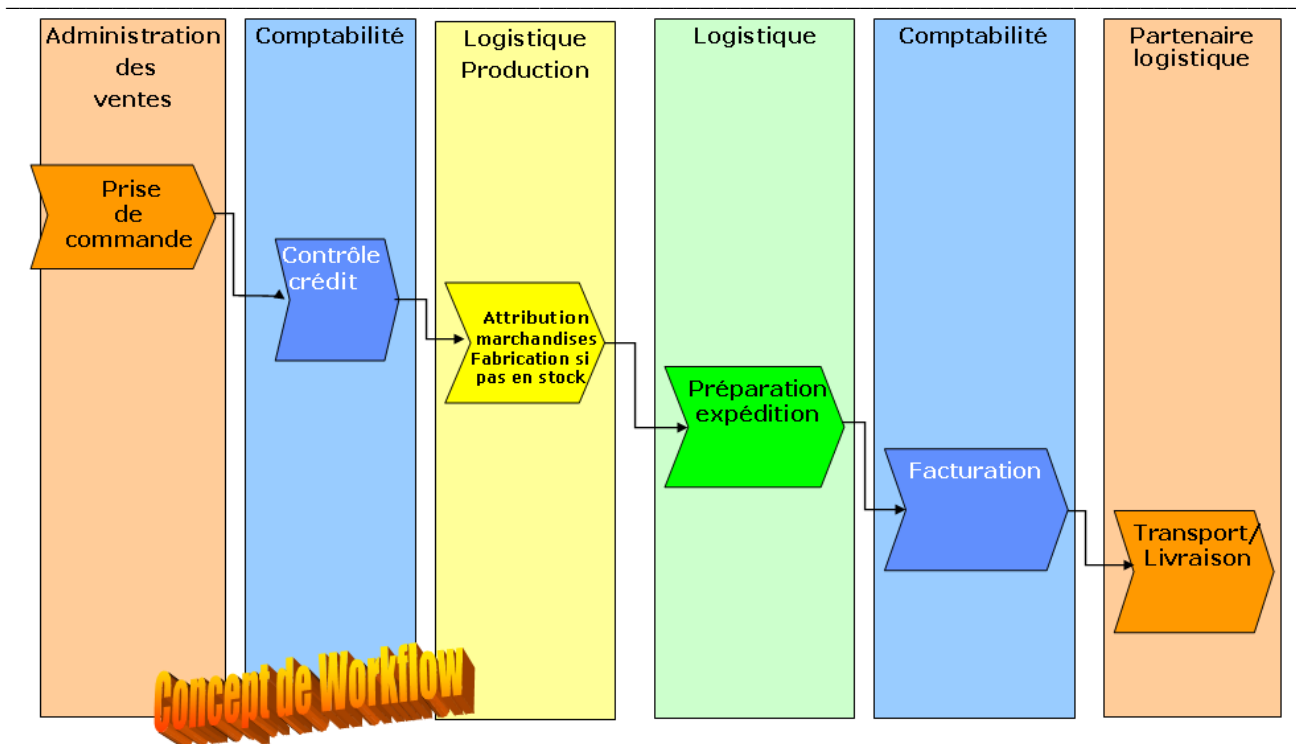 Administration
des
ventes
Comptabilité
Logistique
Production
Logistique
Comptabilité
Partenaire
logistique
Prise
de
commande
Contrôle
crédit
Attribution
marchandises
Fabrication si
pas en stock
Préparation
expédition
Facturation
Transport/
Livraison
Concept de Workflow